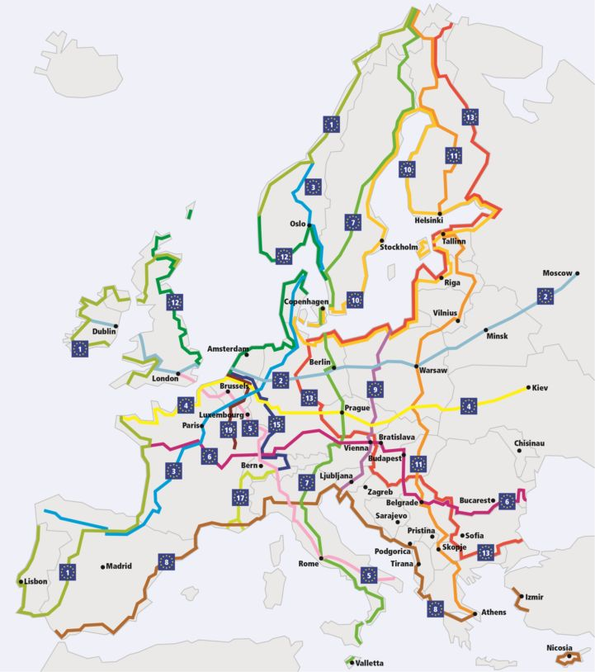 1
13
10
11
3
Oslo
7
Helsinki
Tallinn
Stockholm
12
Moscow
Riga
2
Copenhagen
10
12
Vilnius
Dublin
Minsk
1
Amsterdam
Berlin
Warsaw
London
2
Brussels
9
Kiev
13
4
4
Luxembourg
Prague
Paris
19
5
15
Bratislava
Chisinau
Vienna
6
Budapest
Bern
11
3
Ljubljana
7
17
Zagreb
Belgrade
Bucarest
6
Sarajevo
Pristina
Sofia
Skopje
13
Podgorica
8
Madrid
Rome
Tirana
1
5
Lisbon
Izmir
8
Athens
Nicosia
Valletta